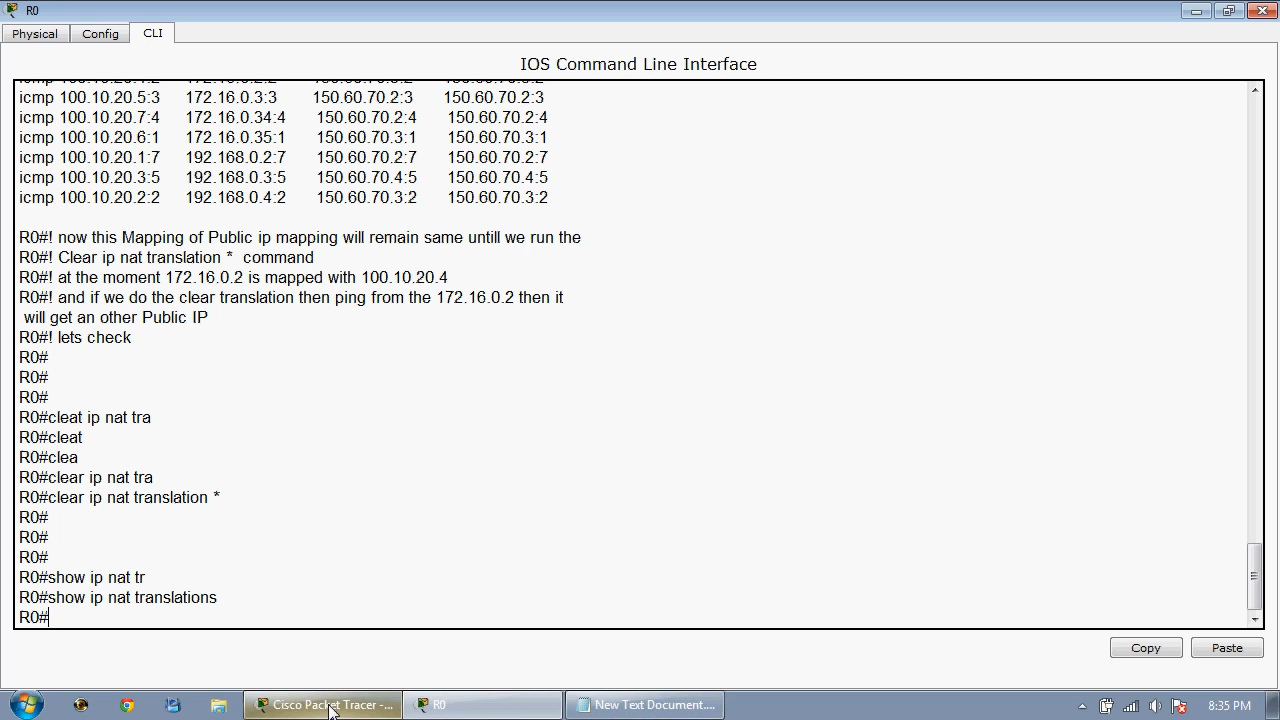 R0
Physical Config CLI
IOS Command Line Interface
icmp 100.10.20.5:3 172.16.0.3:3 150.60.70.2:3 150.60.70.2:3
icmp 100.10.20.7:4 172.16.0.34:4 150.60.70.2:4 150.60.70.2:4
icmp 100.10.20.6:1 172.16.0.35:1 150.60.70.3:1 150.60.70.3:1
icmp 100.10.20.1:7 192.168.0.2:7 150.60.70.2:7 150.60.70.2:7
icmp 100.10.20.3:5 192.168.0.3:5 150.60.70.4:5 150.60.70.4:5
icmp 100.10.20.2:2 192.168.0.4:2 150.60.70.3:2 150.60.70.3:2
R0#! now this Mapping of Public ip mapping will remain same untill we run the
R0#! Clear ip nat translation * command
R0#! at the moment 172.16.0.2 is mapped with 100.10.20.4
R0#! and if we do the clear translation then ping from the 172.16.0.2 then it
will get an other Public IP
R0#! lets check
R0#
R0#
R0#
R0#cleat ip nat tra
R0#cleat
R0#clea
R0#clear ip nat tra
R0#clear ip nat translation *
R0#
R0#
R0#
R0#show ip nat tr
R0#show ip nat translations
R0#
Copy Paste
Cisco Packet Tracer -... R0 New Text Document.... 8:35 PM